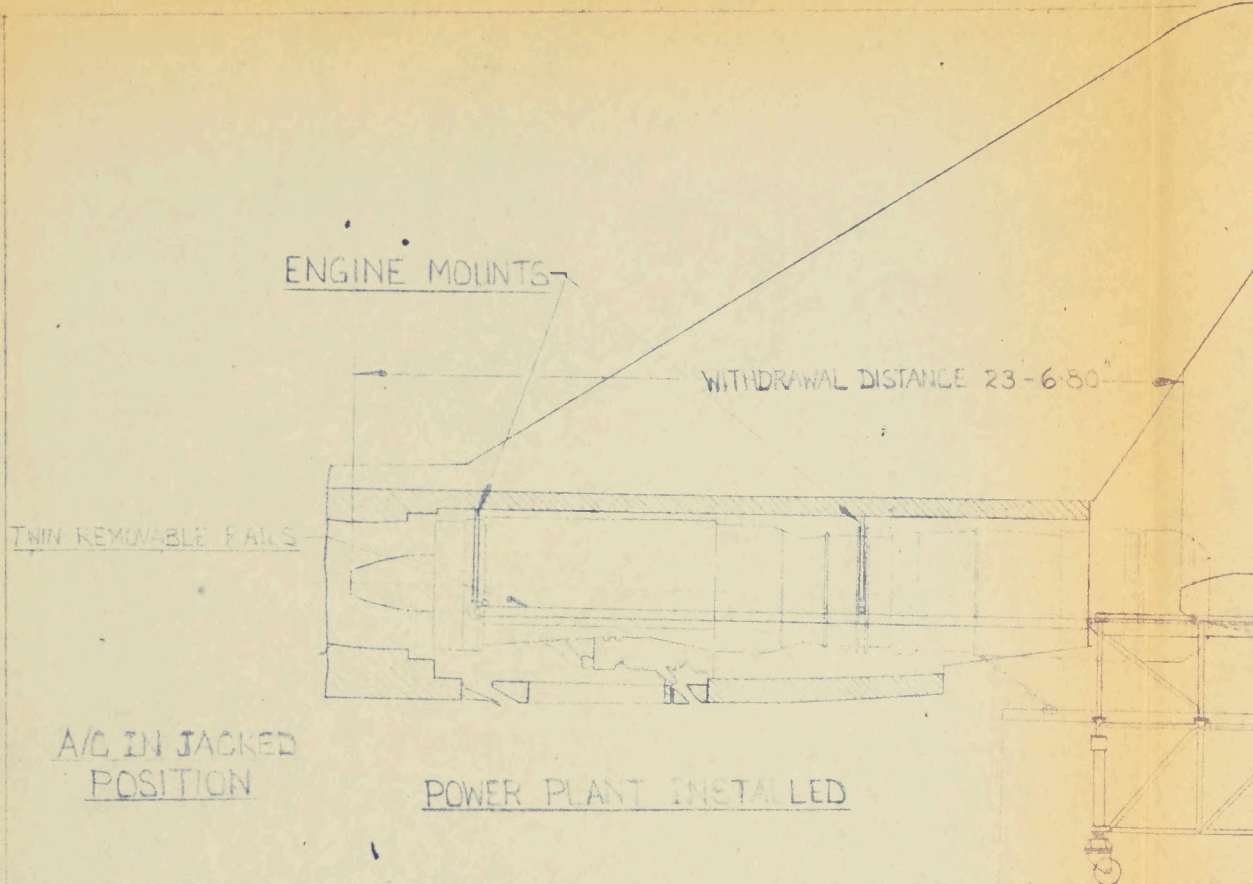 ENGINE MOUNTS
WITHDRAWAL DISTANCE 23-6·80"
TWIN REMOVABLE RAILS
A/C IN JACKED
POSITION
POWER PLANT INSTALLED